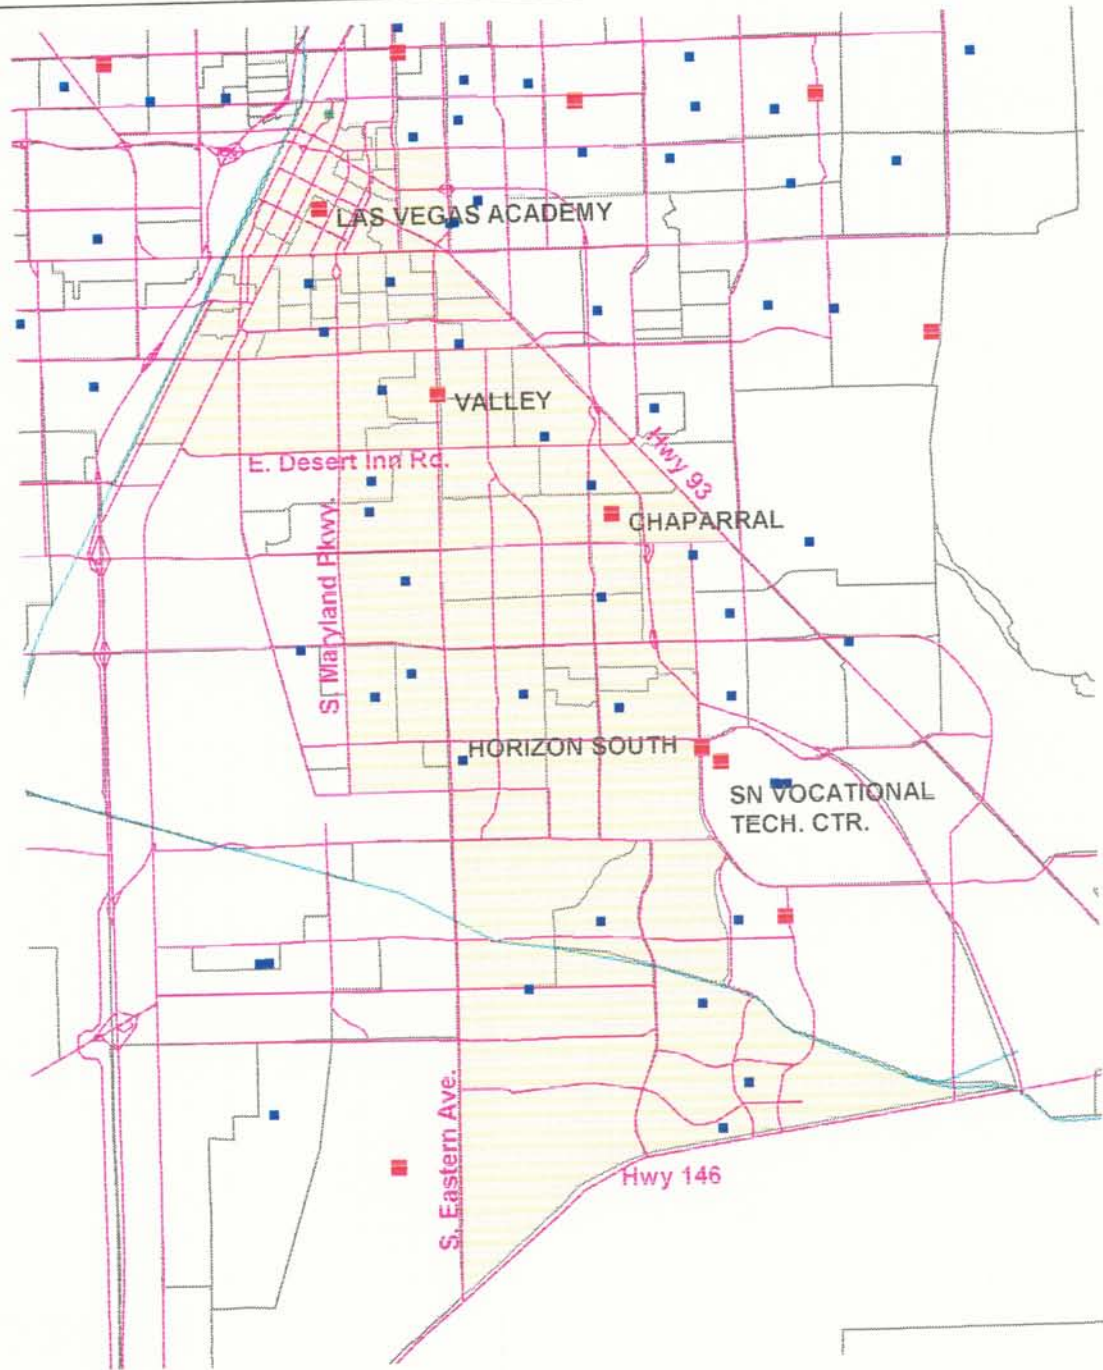 LAS VEGAS ACADEMY
VALLEY
Hwy 93
E. Desert Inn Rd.
CHAPARRAL
S. Maryland Pkwy.
HORIZON SOUTH
SN VOCATIONAL
TECH. CTR.
S. Eastern Ave.
Hwy 146